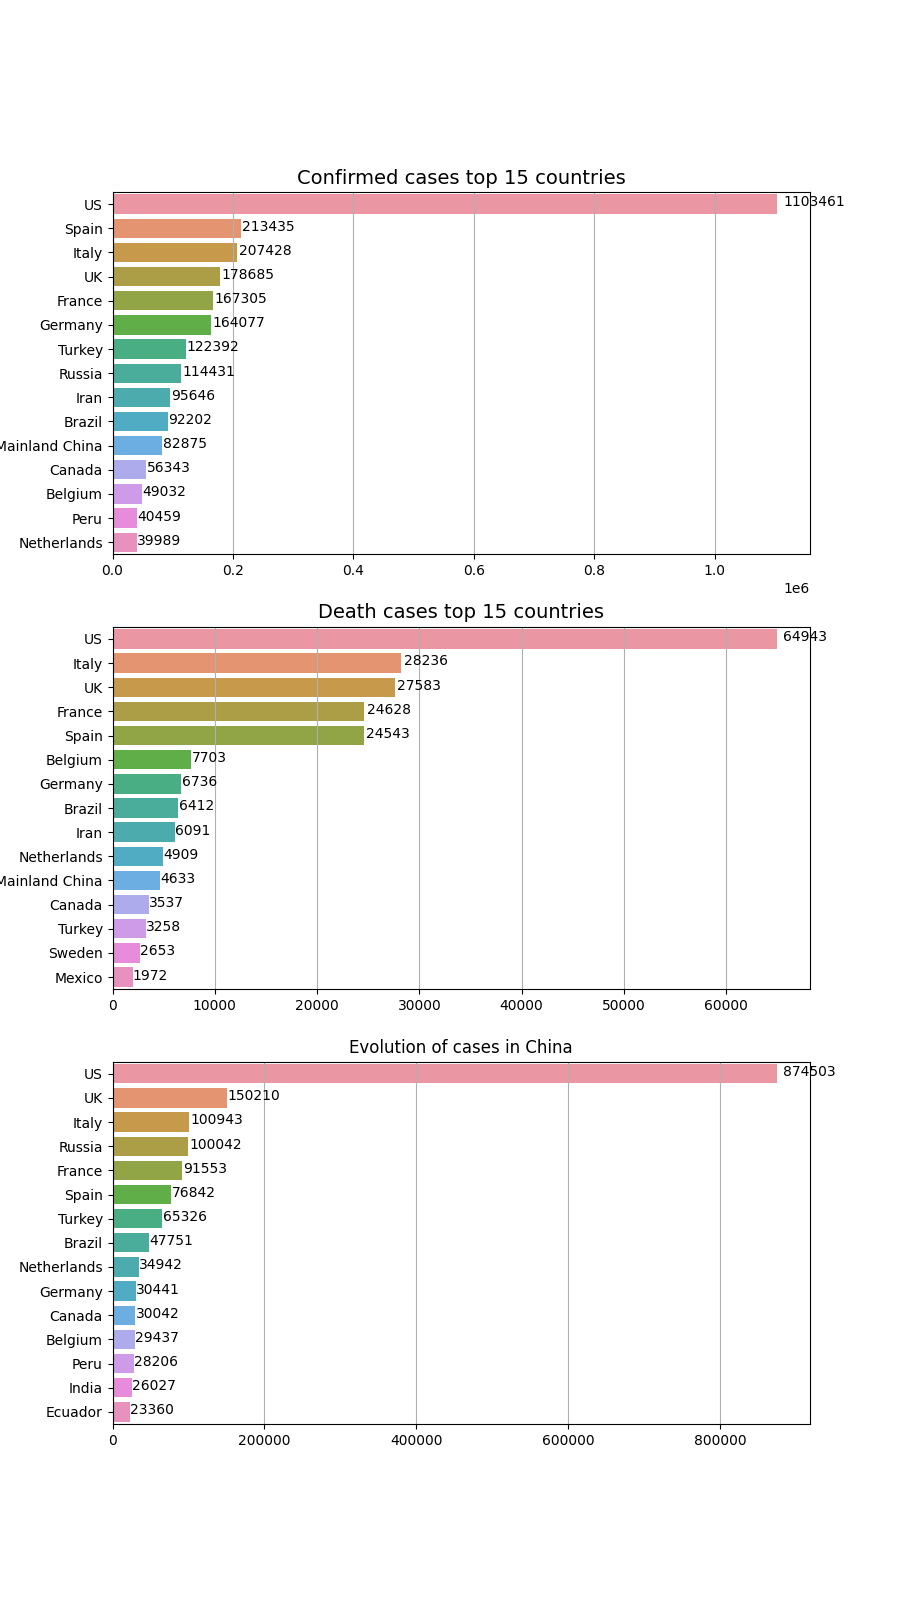 Confirmed cases top 15 countries
US 1103461
Spain 213435
Italy 207428
UK 178685
France 167305
Germany 164077
Turkey 122392
Russia 114431
Iran 95646
Brazil 92202
Mainland China 82875
Canada 56343
Belgium 49032
Peru 40459
Netherlands 39989
0.0 0.2 0.4 0.6 0.8 1.0
1e6
Death cases top 15 countries
US 64943
Italy 28236
UK 27583
France 24628
Spain 24543
Belgium 7703
Germany 6736
Brazil 6412
Iran 6091
Netherlands 4909
Mainland China 4633
Canada 3537
Turkey 3258
Sweden 2653
Mexico 1972
0 10000 20000 30000 40000 50000 60000
Evolution of cases in China
US 874503
UK 150210
Italy 100943
Russia 100042
France 91553
Spain 76842
Turkey 65326
Brazil 47751
Netherlands 34942
Germany 30441
Canada 30042
Belgium 29437
Peru 28206
India 26027
Ecuador 23360
0 200000 400000 600000 800000